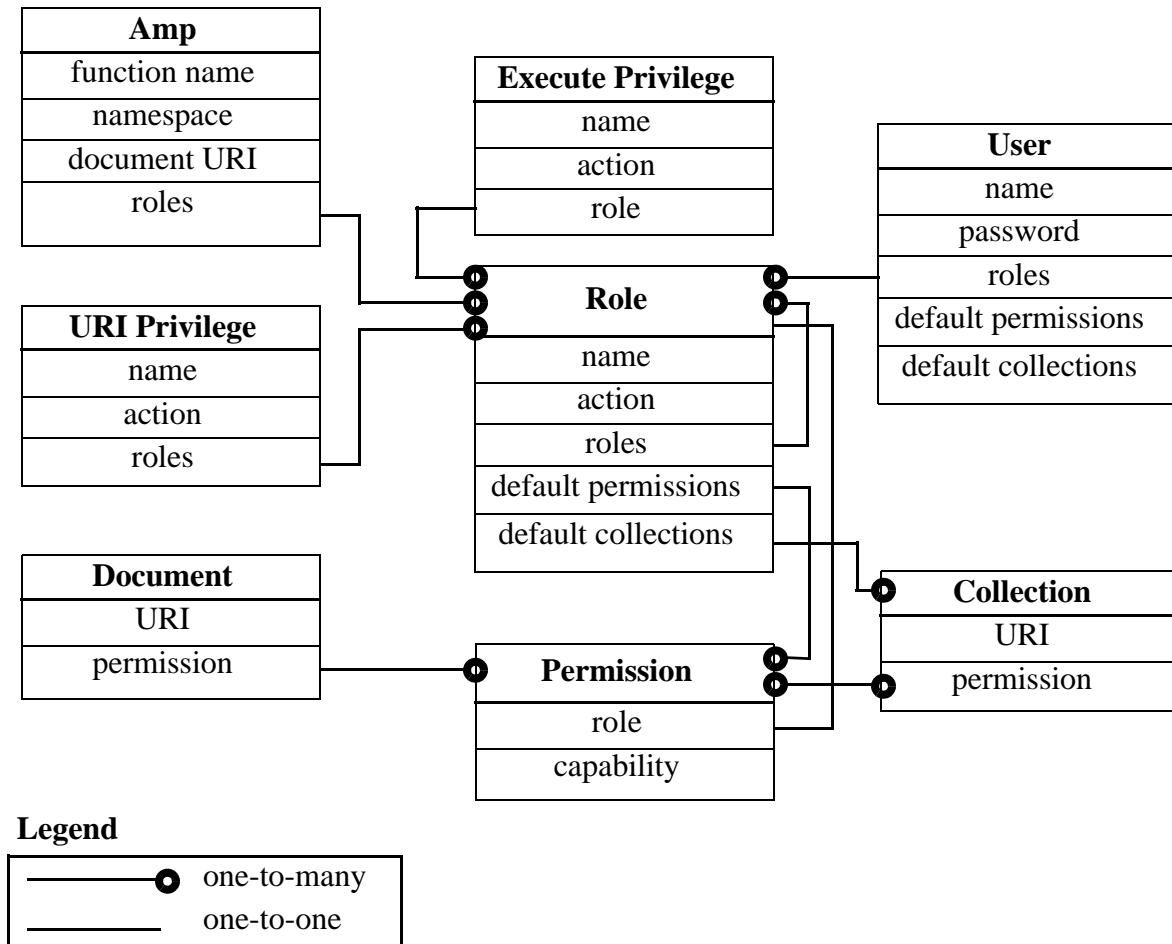 Amp
function name
namespace
document URI
roles
Execute Privilege
name
action
role
User
name
password
roles
default permissions
default collections
URI Privilege
name
action
roles
Role
name
action
roles
default permissions
default collections
Document
URI
permission
Permission
role
capability
Collection
URI
permission
Legend
one-to-many
one-to-one